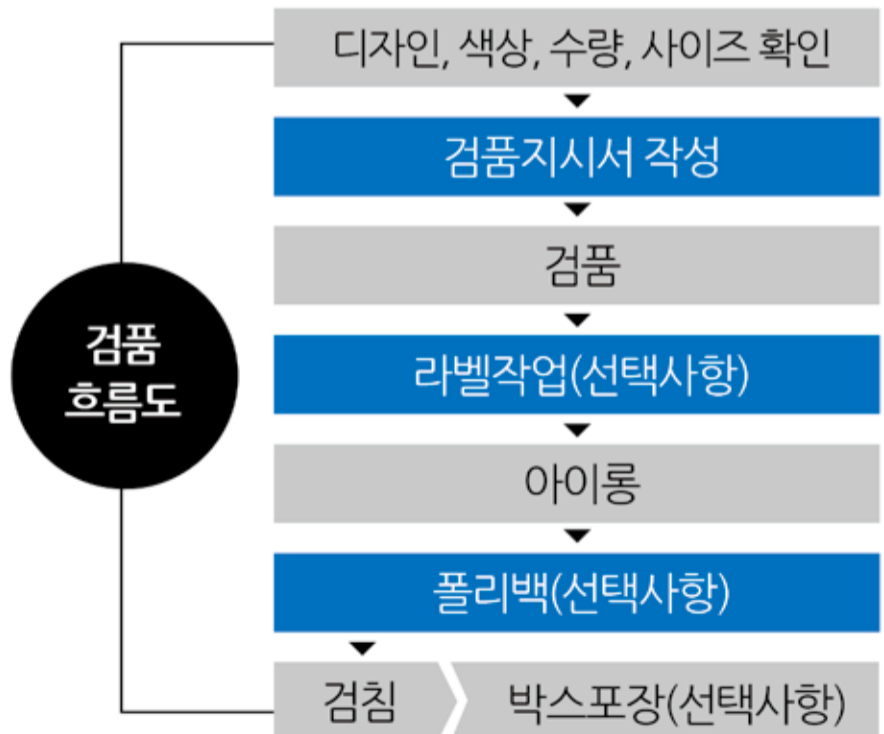 디자인, 색상, 수량, 사이즈 확인
검품지시서 작성
검품
라벨작업(선택사항)
아이롱
폴리백(선택사항)
검침
박스포장(선택사항)
검품
흐름도